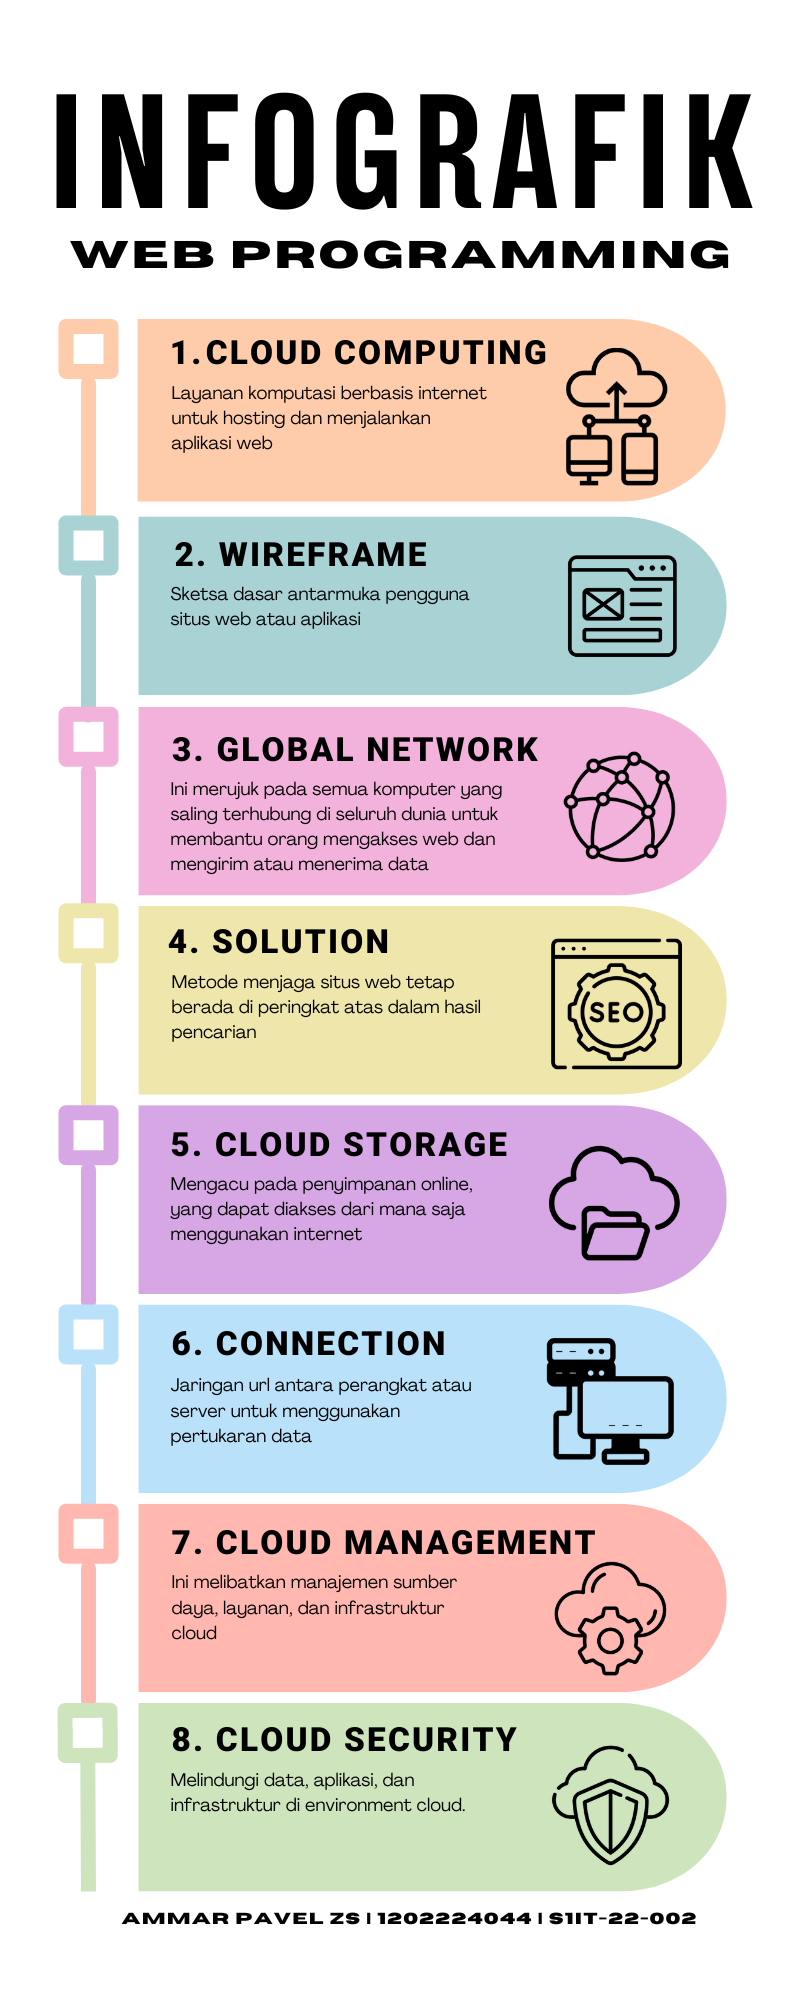 INFOGRAFIK
WEB PROGRAMMING
1. CLOUD COMPUTING
Layanan komputasi berbasis internet
untuk hosting dan menjalankan
aplikasi web
2. WIREFRAME
Sketsa dasar antarmuka pengguna
situs web atau aplikasi
3. GLOBAL NETWORK
Ini merujuk pada semua komputer yang
saling terhubung di seluruh dunia untuk
membantu orang mengakses web dan
mengirim atau menerima data
4. SOLUTION
Metode menjaga situs web tetap
berada di peringkat atas dalam hasil
pencarian
SEO
5. CLOUD STORAGE
Mengacu pada penyimpanan online,
yang dapat diakses dari mana saja
menggunakan internet
6. CONNECTION
Jaringan url antara perangkat atau
server untuk menggunakan
pertukaran data
7. CLOUD MANAGEMENT
Ini melibatkan manajemen sumber
daya, layanan, dan infrastruktur
cloud
8. CLOUD SECURITY
Melindungi data, aplikasi, dan
infrastruktur di environment cloud.
AMMAR PAVEL ZS | 1202224044 | S1IT-22-002